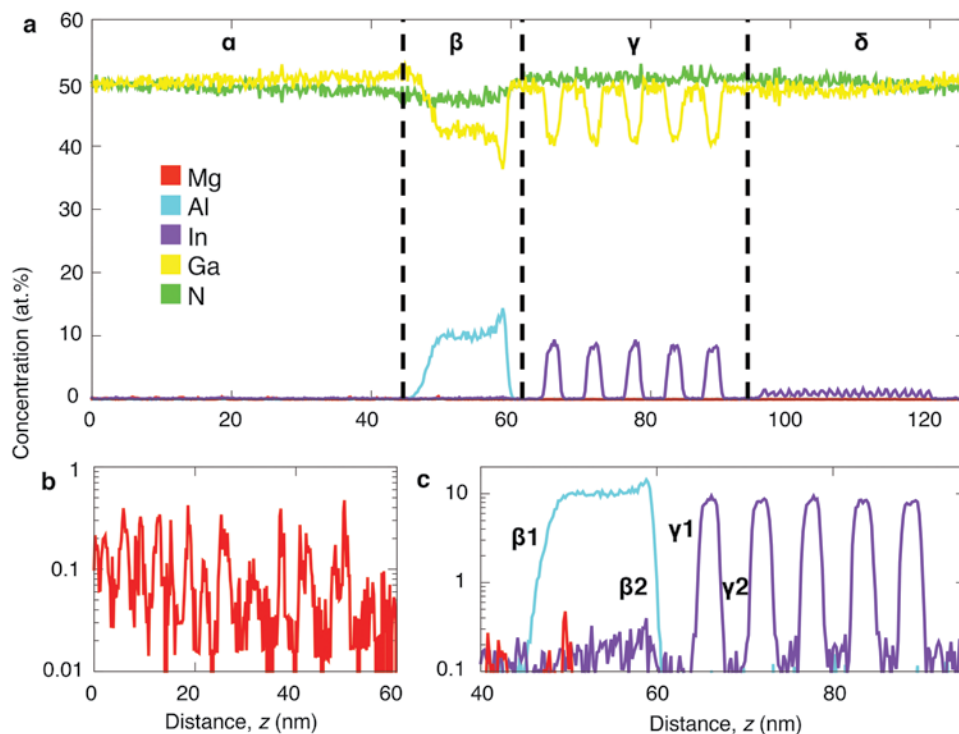 a
60
50
40
30
20
10
0
Concentration (at.%)
α
β
γ
δ
Mg
Al
In
Ga
N
0 20 40 60 80 100 120
b
1
0.1
0.01
0 20 40 60
Distance, z (nm)
c
10
1
0.1
β1
β2
γ1
γ2
40 60 80
Distance, z (nm)